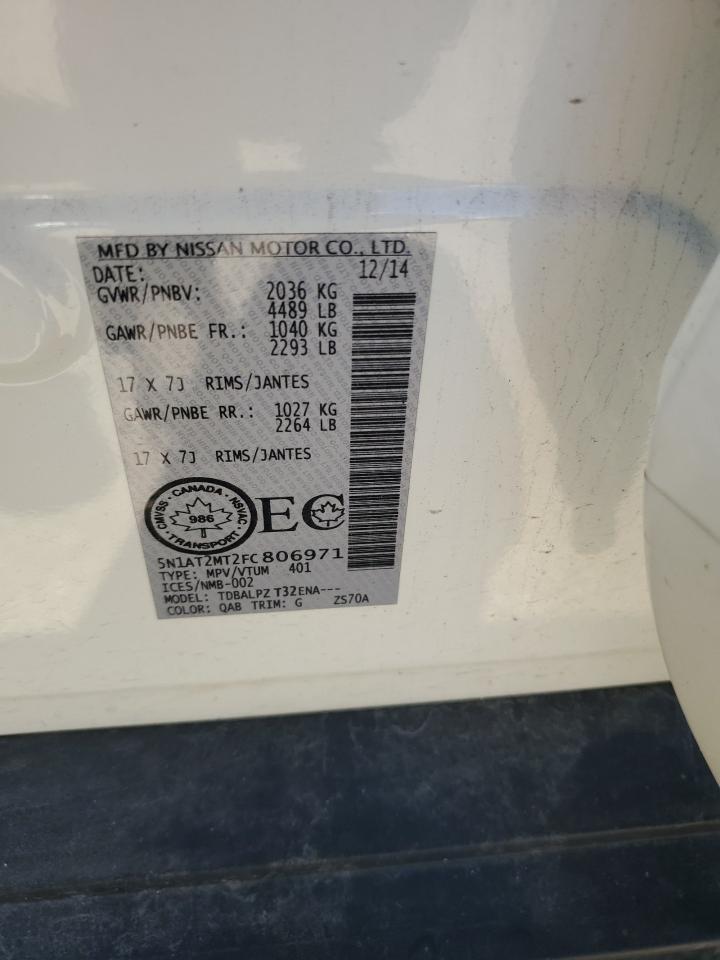 MFD BY NISSAN MOTOR CO., LTD.
DATE: 12/14
GVWR/PNBV: 2036 KG
4489 LB
GAWR/PNBE FR.: 1040 KG
2293 LB
17 X 7J RIMS/JANTES
GAWR/PNBE RR.: 1027 KG
2264 LB
17 X 7J RIMS/JANTES
CMVSS · CANADA · NSVAC
986
TRANSPORT
EC
5N1AT2MT2FC806971
TYPE: MPV/VTUM 401
ICES/NMB-002
MODEL: TDBALPZ T32ENA---
COLOR: QAB TRIM: G ZS70A